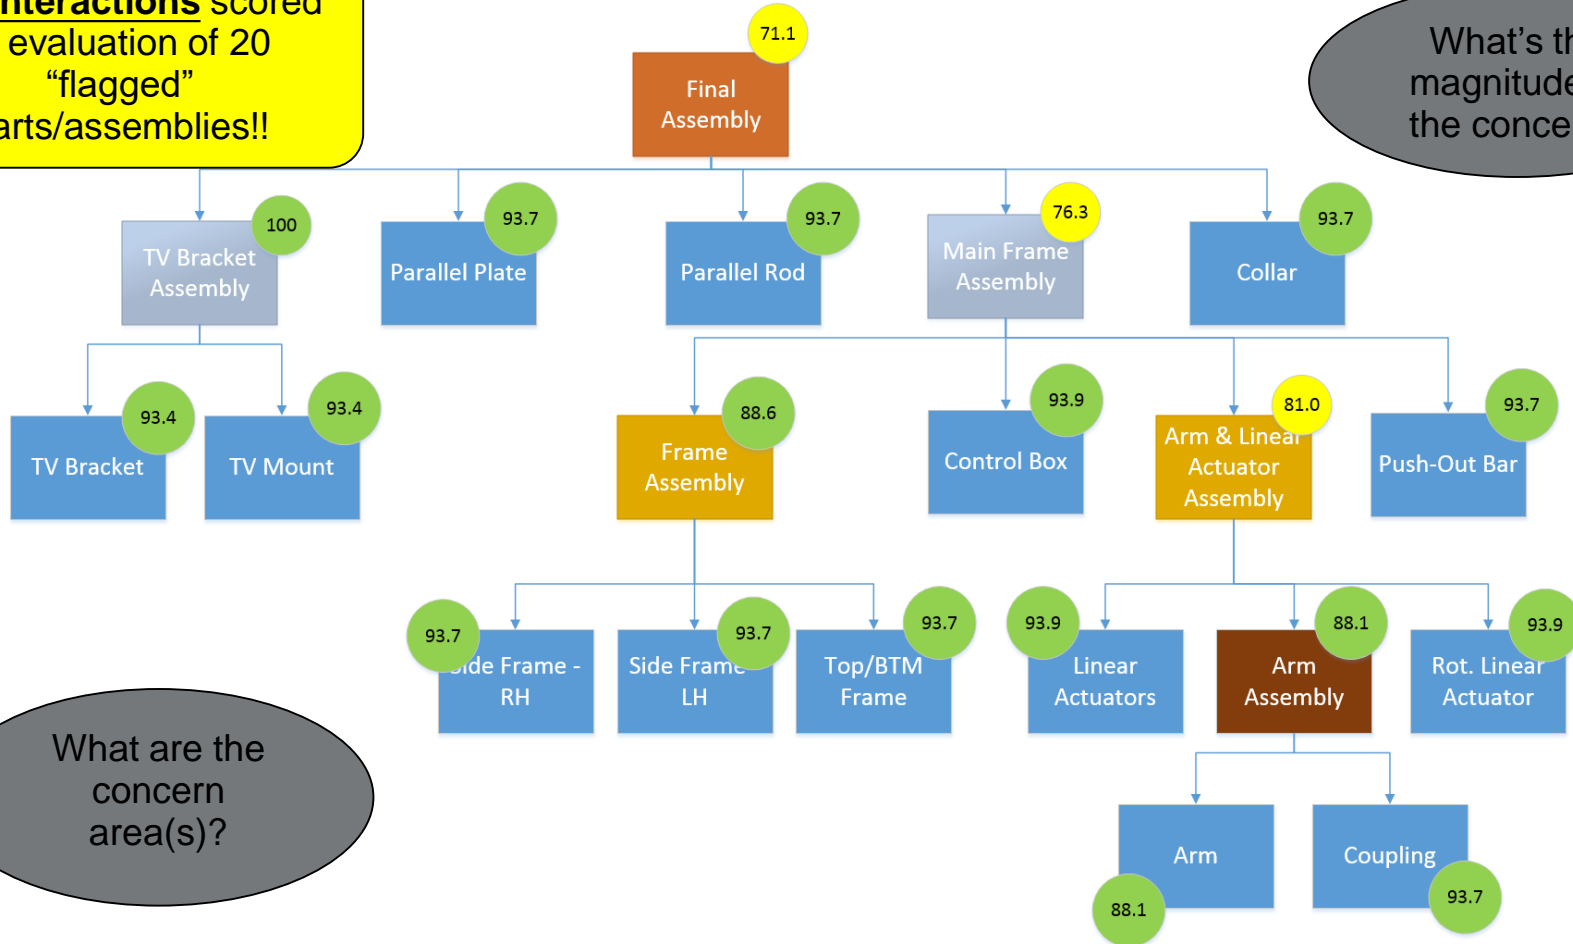 nteractions scored
evaluation of 20
“flagged”
arts/assemblies!!
What's th
magnitude
the conce
71.1
Final
Assembly
100
TV Bracket
Assembly
93.7
Parallel Plate
93.7
Parallel Rod
76.3
Main Frame
Assembly
93.7
Collar
93.4
TV Bracket
93.4
TV Mount
88.6
Frame
Assembly
93.9
Control Box
81.0
Arm & Linear
Actuator
Assembly
93.7
Push-Out Bar
93.7
Side Frame -
RH
93.7
Side Frame
LH
93.7
Top/BTM
Frame
93.9
Linear
Actuators
88.1
Arm
Assembly
93.9
Rot. Linear
Actuator
What are the
concern
area(s)?
Arm
88.1
Coupling
93.7